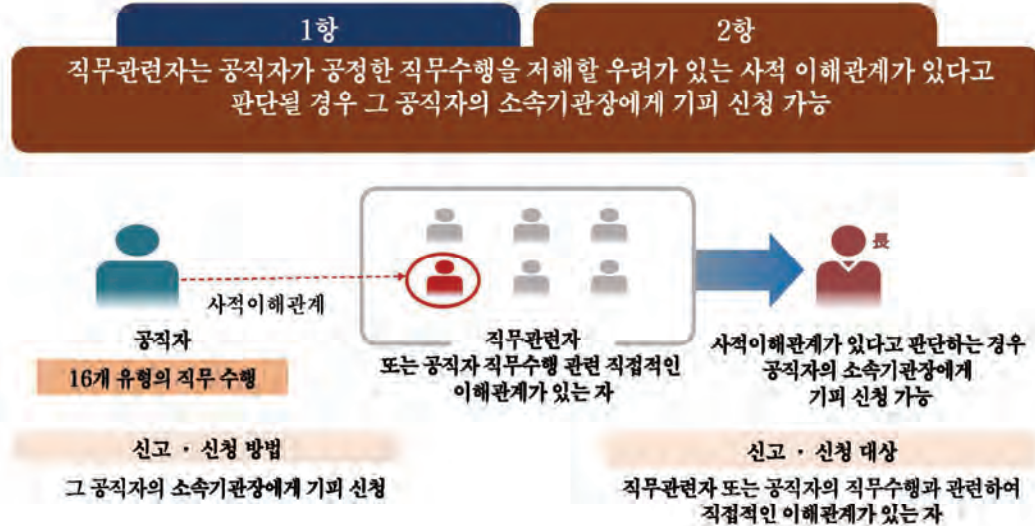 1항
2항
직무관련자는 공직자가 공정한 직무수행을 저해할 우려가 있는 사적 이해관계가 있다고
판단될 경우 그 공직자의 소속기관장에게 기피 신청 가능
長
사적이해관계
공직자
16개 유형의 직무 수행
직무관련자
또는 공직자 직무수행 관련 직접적인
이해관계가 있는 자
사적이해관계가 있다고 판단하는 경우
공직자의 소속기관장에게
기피 신청 가능
신고 · 신청 방법
그 공직자의 소속기관장에게 기피 신청
신고 · 신청 대상
직무관련자 또는 공직자의 직무수행과 관련하여
직접적인 이해관계가 있는 자